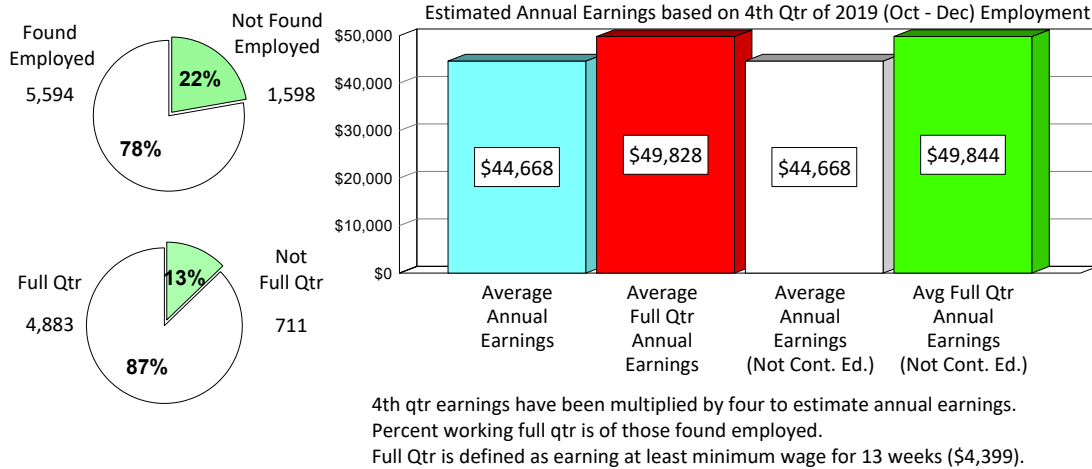 Found
Employed
5,594
Not Found
Employed
1,598
22%
78%
Full Qtr
4,883
Not
Full Qtr
711
13%
87%
Estimated Annual Earnings based on 4th Qtr of 2019 (Oct - Dec) Employment
$50,000
$40,000
$30,000
$20,000
$10,000
$0
$44,668
$49,828
$44,668
$49,844
Average
Annual
Earnings
Average
Full Qtr
Annual
Earnings
Average
Annual
Earnings
(Not Cont. Ed.)
Avg Full Qtr
Annual
Earnings
(Not Cont. Ed.)
4th qtr earnings have been multiplied by four to estimate annual earnings.
Percent working full qtr is of those found employed.
Full Qtr is defined as earning at least minimum wage for 13 weeks ($4,399).